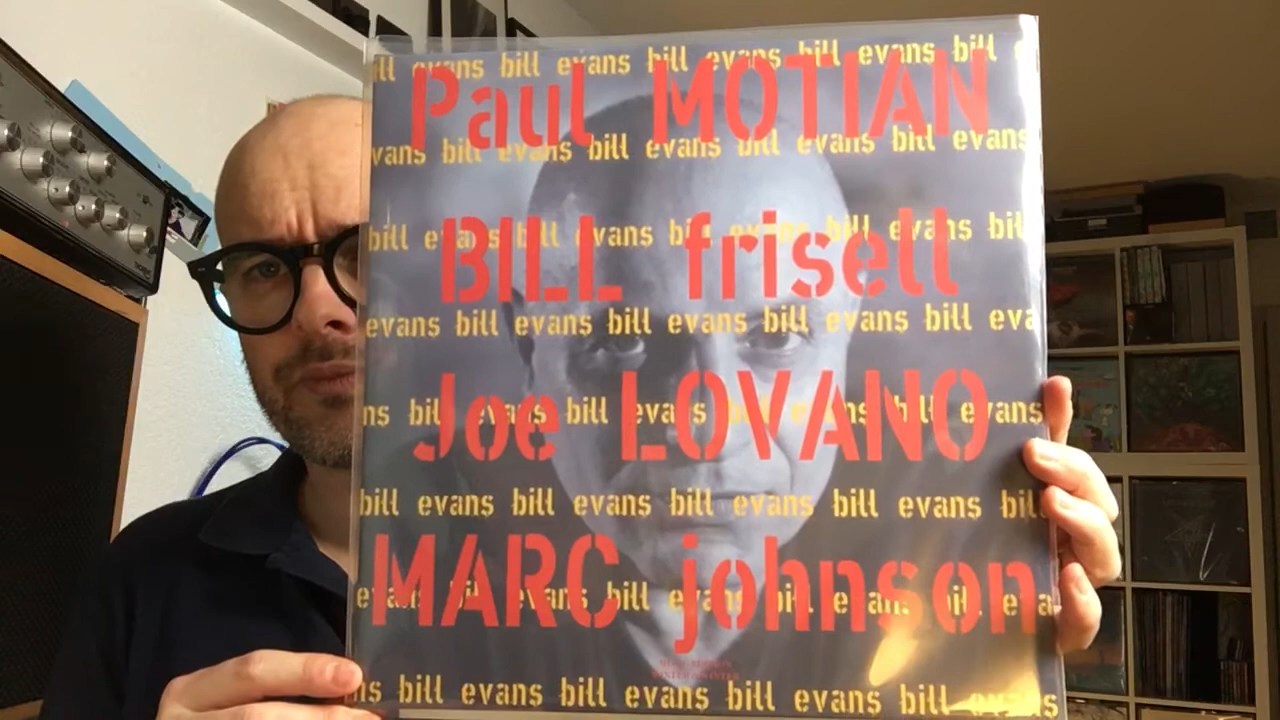 ill evans bill evans bill evans bill evans bill e
Paul MOTIAN
vans bill evans bill evans bill evans bill evans
bill evans bill evans bill evans bill evans bill
BILL frisell
evans bill evans bill evans bill evans bill eva
ns bill evans bill evans bill evans bill evans
Joe LOVANO
bill evans bill evans bill evans bill evans bill
MARC johnson
evans bill evans bill evans bill evans bill eva
ns bill evans bill evans bill evans bill evans